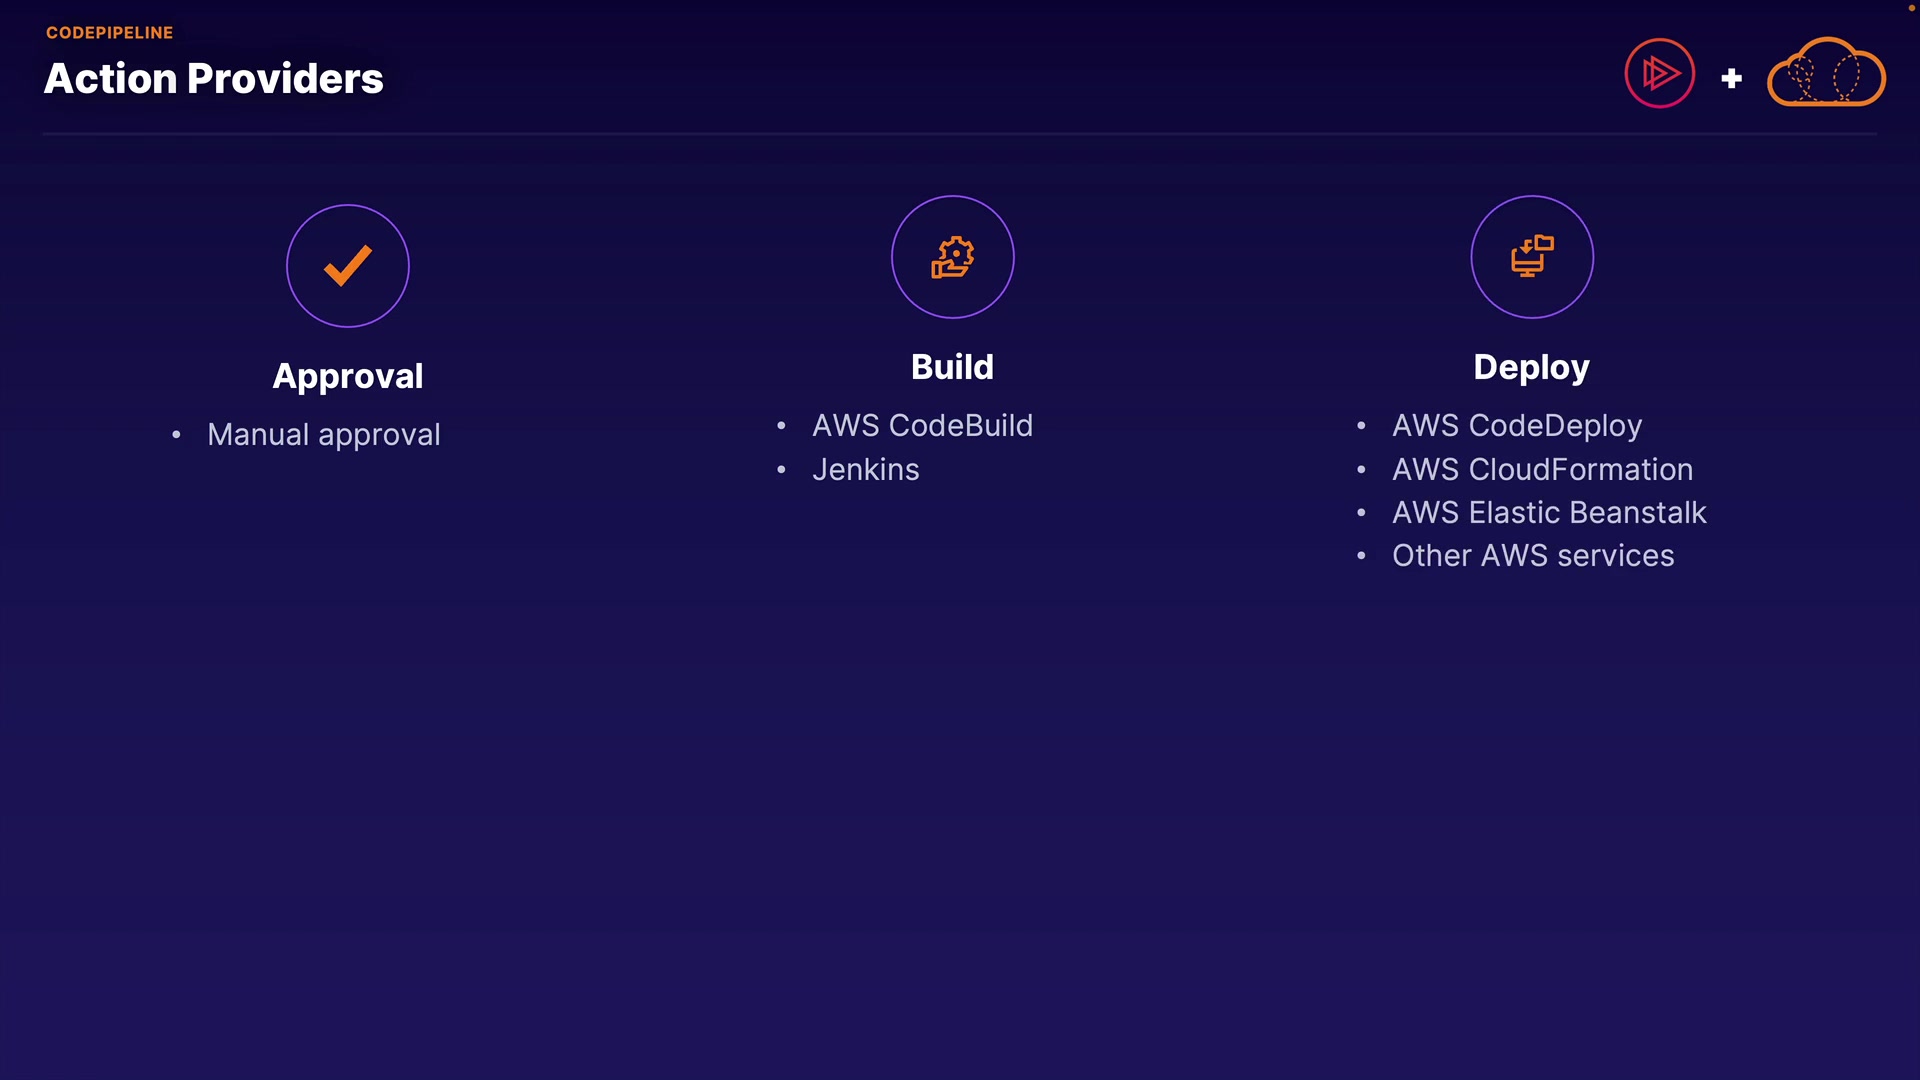 CODEPIPELINE
Action Providers
+
Approval
• Manual approval
Build
• AWS CodeBuild
• Jenkins
Deploy
• AWS CodeDeploy
• AWS CloudFormation
• AWS Elastic Beanstalk
• Other AWS services